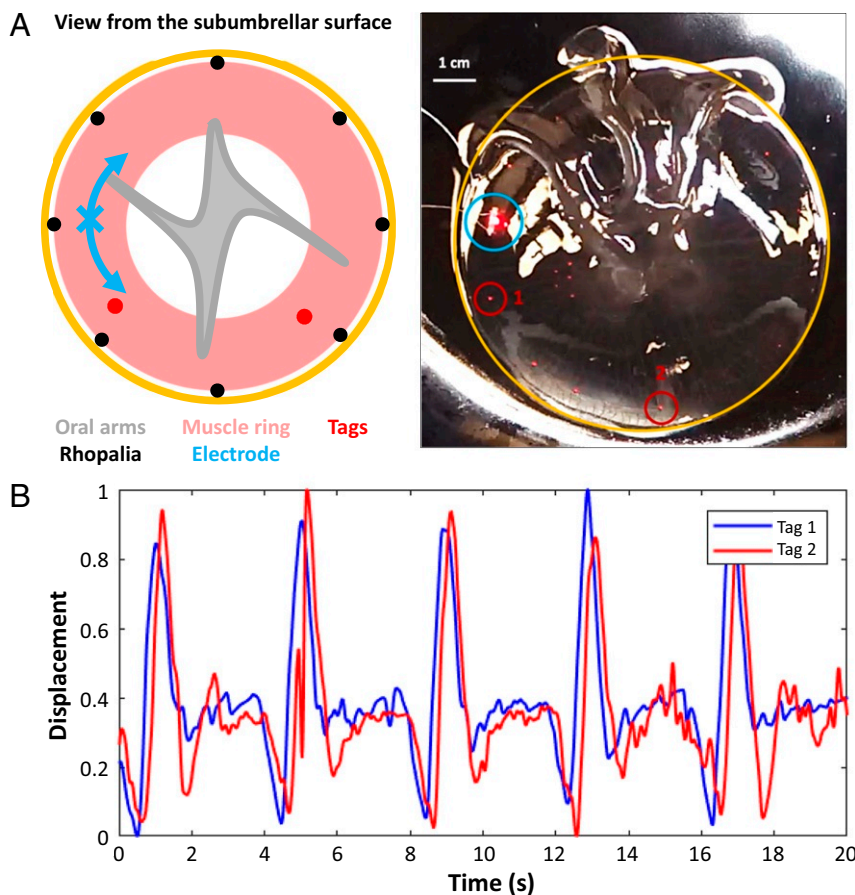 A
View from the subumbrellar surface
1 cm
1
2
Oral arms Muscle ring Tags
Rhopalia Electrode
B
Displacement
1
0.8
0.6
0.4
0.2
0
Tag 1
Tag 2
0 2 4 6 8 10 12 14 16 18 20
Time (s)